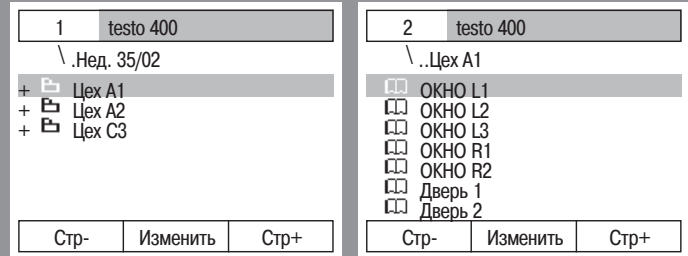 1 testo 400
\ .Нед. 35/02
+ Цех A1
+ Цех A2
+ Цех C3
Стр- Изменить Стр+
2 testo 400
\ ..Цех A1
ОКНО L1
ОКНО L2
ОКНО L3
ОКНО R1
ОКНО R2
Дверь 1
Дверь 2
Стр- Изменить Стр+